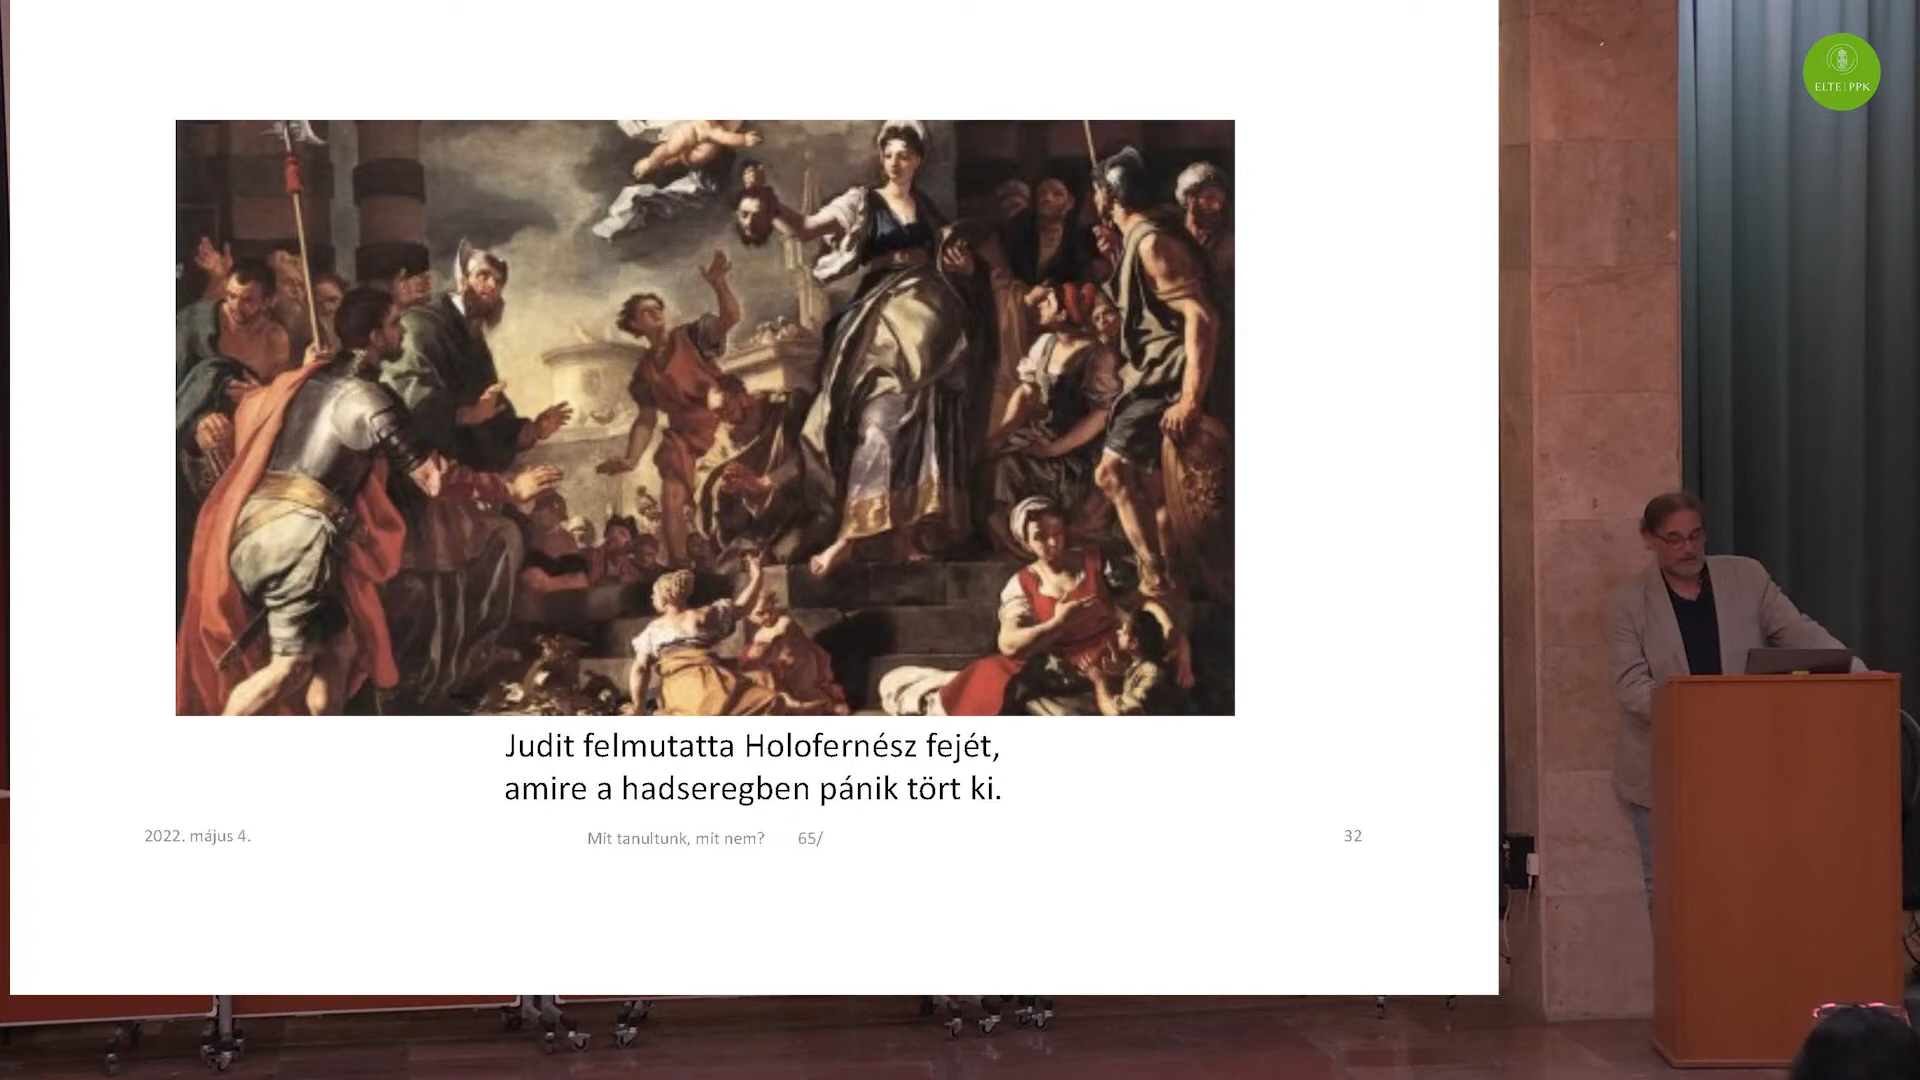 ELTE | PPK
Judit felmutatta Holofernész fejét,
amire a hadseregben pánik tört ki.
2022. május 4.
Mit tanultunk, mit nem? 65/
32